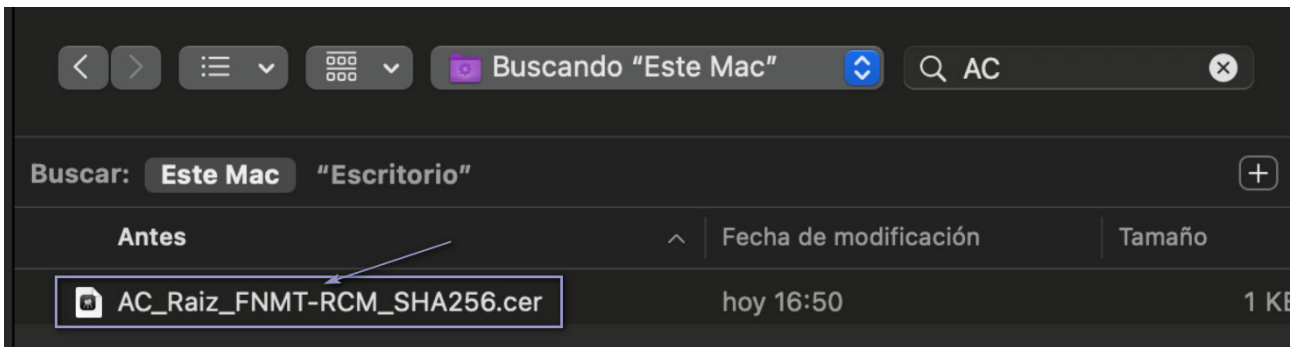 Buscando “Este Mac” AC
Buscar: Este Mac “Escritorio”
Antes Fecha de modificación Tamaño
AC_Raiz_FNMT-RCM_SHA256.cer hoy 16:50 1